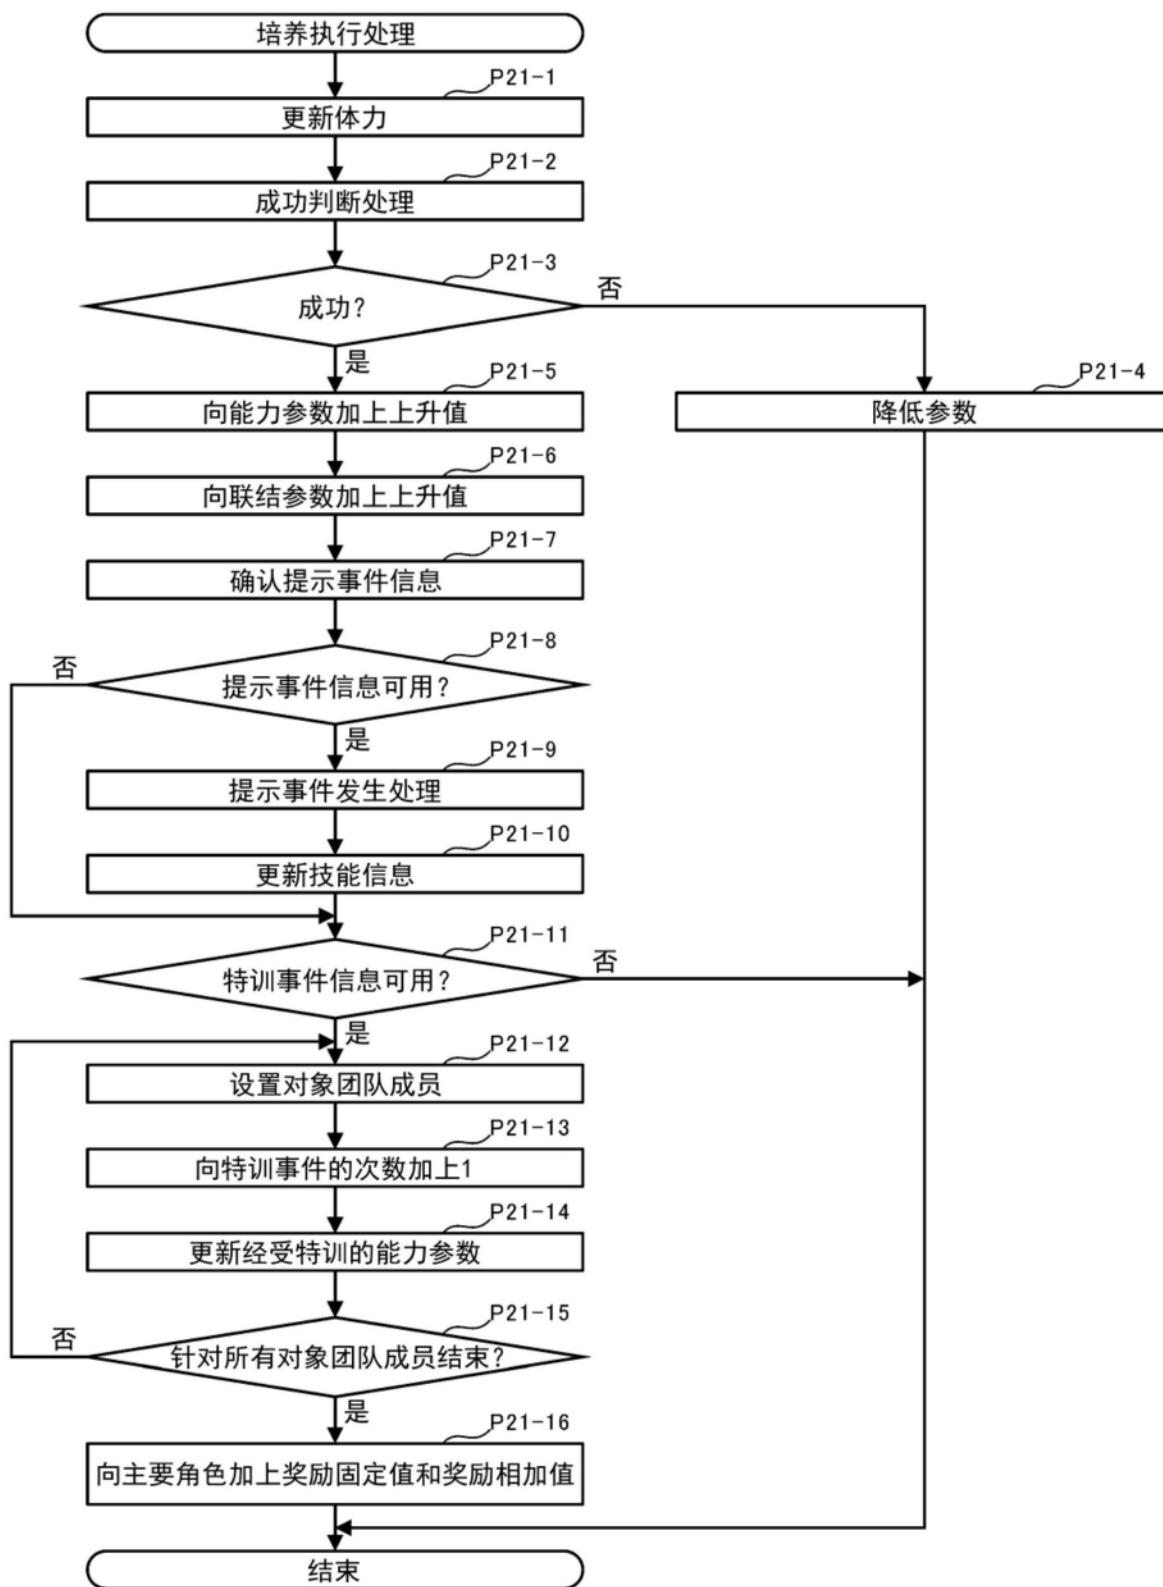 培养执行处理
P21-1
更新体力
P21-2
成功判断处理
P21-3
成功?
否
是
P21-5
向能力参数加上上升值
P21-4
降低参数
P21-6
向联结参数加上上升值
P21-7
确认提示事件信息
P21-8
否
提示事件信息可用?
是
P21-9
提示事件发生处理
P21-10
更新技能信息
P21-11
特训事件信息可用?
否
是
P21-12
设置对象团队成员
P21-13
向特训事件的次数加上1
P21-14
更新经受特训的能力参数
P21-15
否
针对所有对象团队成员结束?
是
P21-16
向主要角色加上奖励固定值和奖励相加值
结束